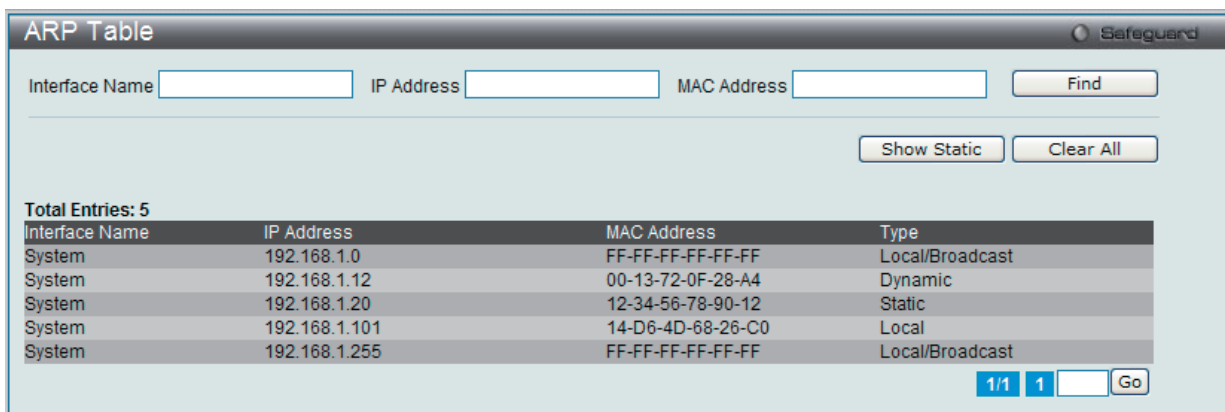 ARP Table Safeguard
Interface Name IP Address MAC Address Find
Show Static Clear All
Total Entries: 5
Interface Name IP Address MAC Address Type
System 192.168.1.0 FF-FF-FF-FF-FF-FF Local/Broadcast
System 192.168.1.12 00-13-72-0F-28-A4 Dynamic
System 192.168.1.20 12-34-56-78-90-12 Static
System 192.168.1.101 14-D6-4D-68-26-C0 Local
System 192.168.1.255 FF-FF-FF-FF-FF-FF Local/Broadcast
1/1 1 Go